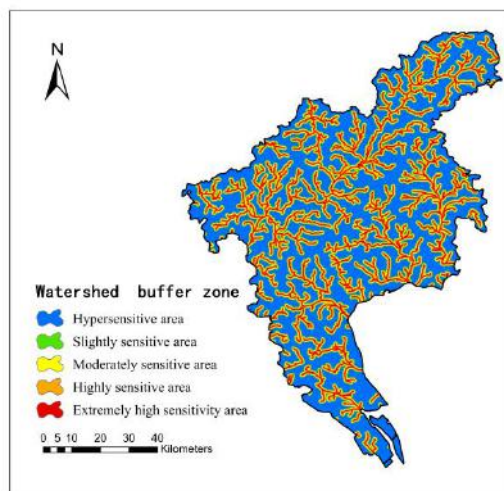 N
Watershed buffer zone
Hypersensitive area
Slightly sensitive area
Moderately sensitive area
Highly sensitive area
Extremely high sensitivity area
0 5 10 20 30 40
Kilometers